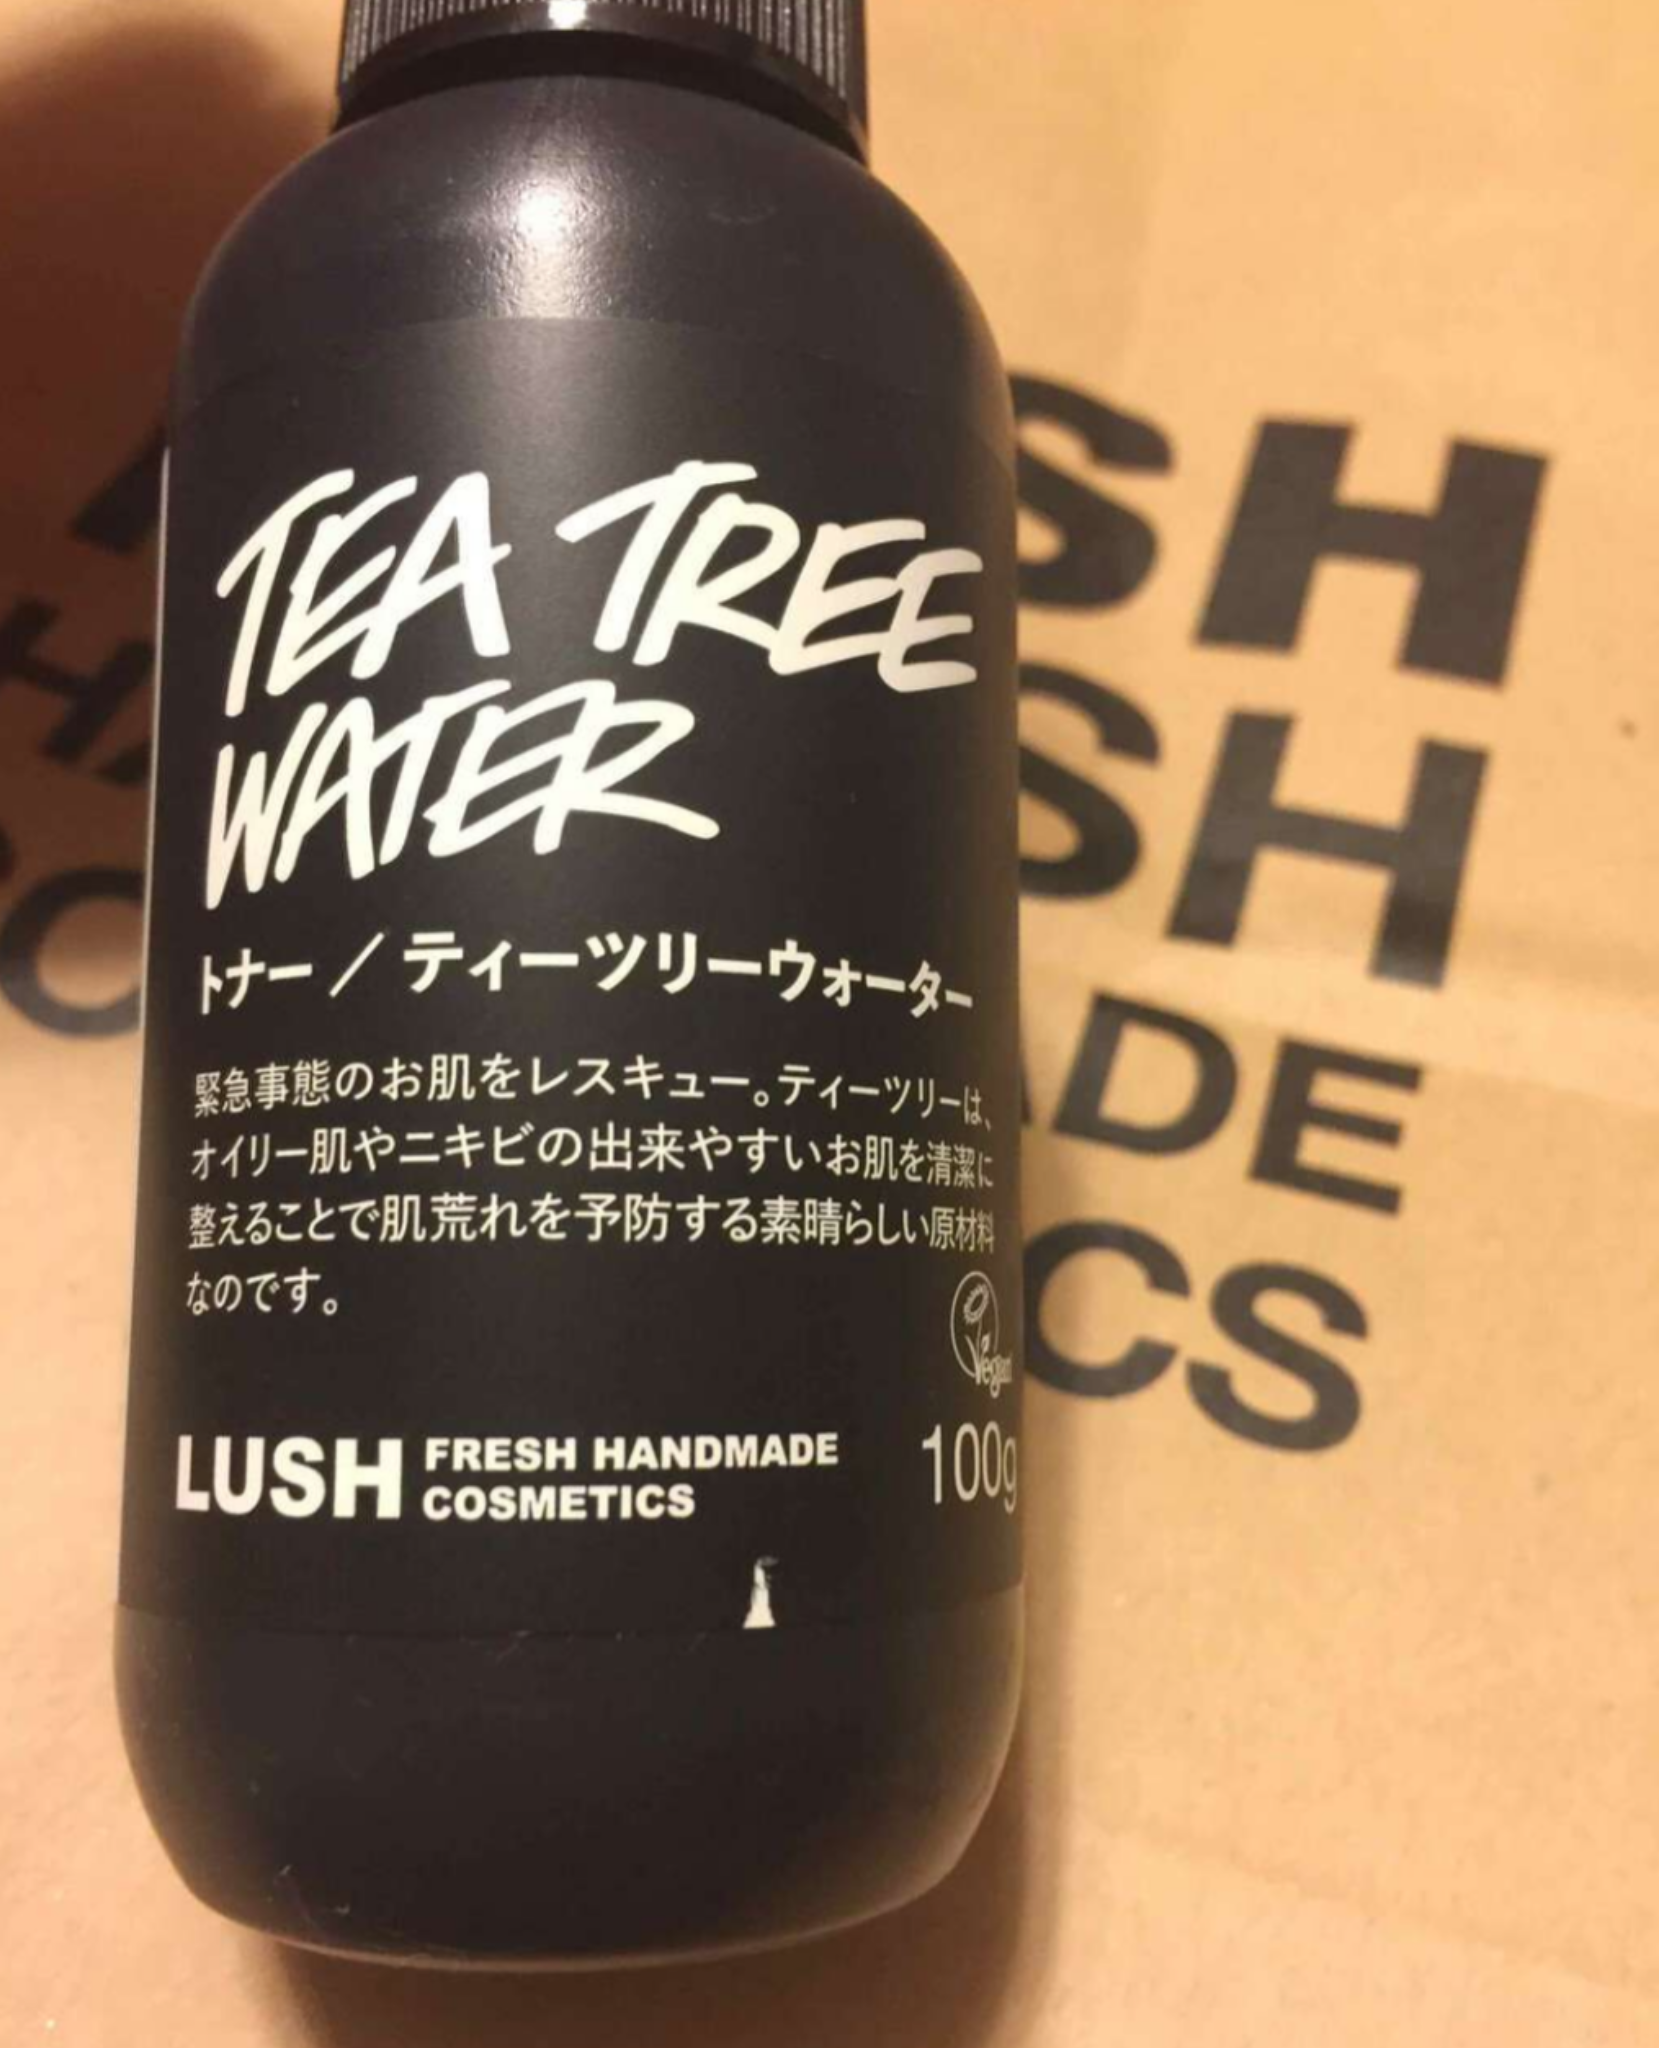 TEA TREE
WATER
トナー／ティーツリーウォーター
緊急事態のお肌をレスキュー。ティーツリーは、
オイリー肌やニキビの出来やすいお肌を清潔に
整えることで肌荒れを予防する素晴らしい原材料
なのです。
Vegan
LUSH FRESH HANDMADE
COSMETICS
100g
SH
SH
ADE
CS